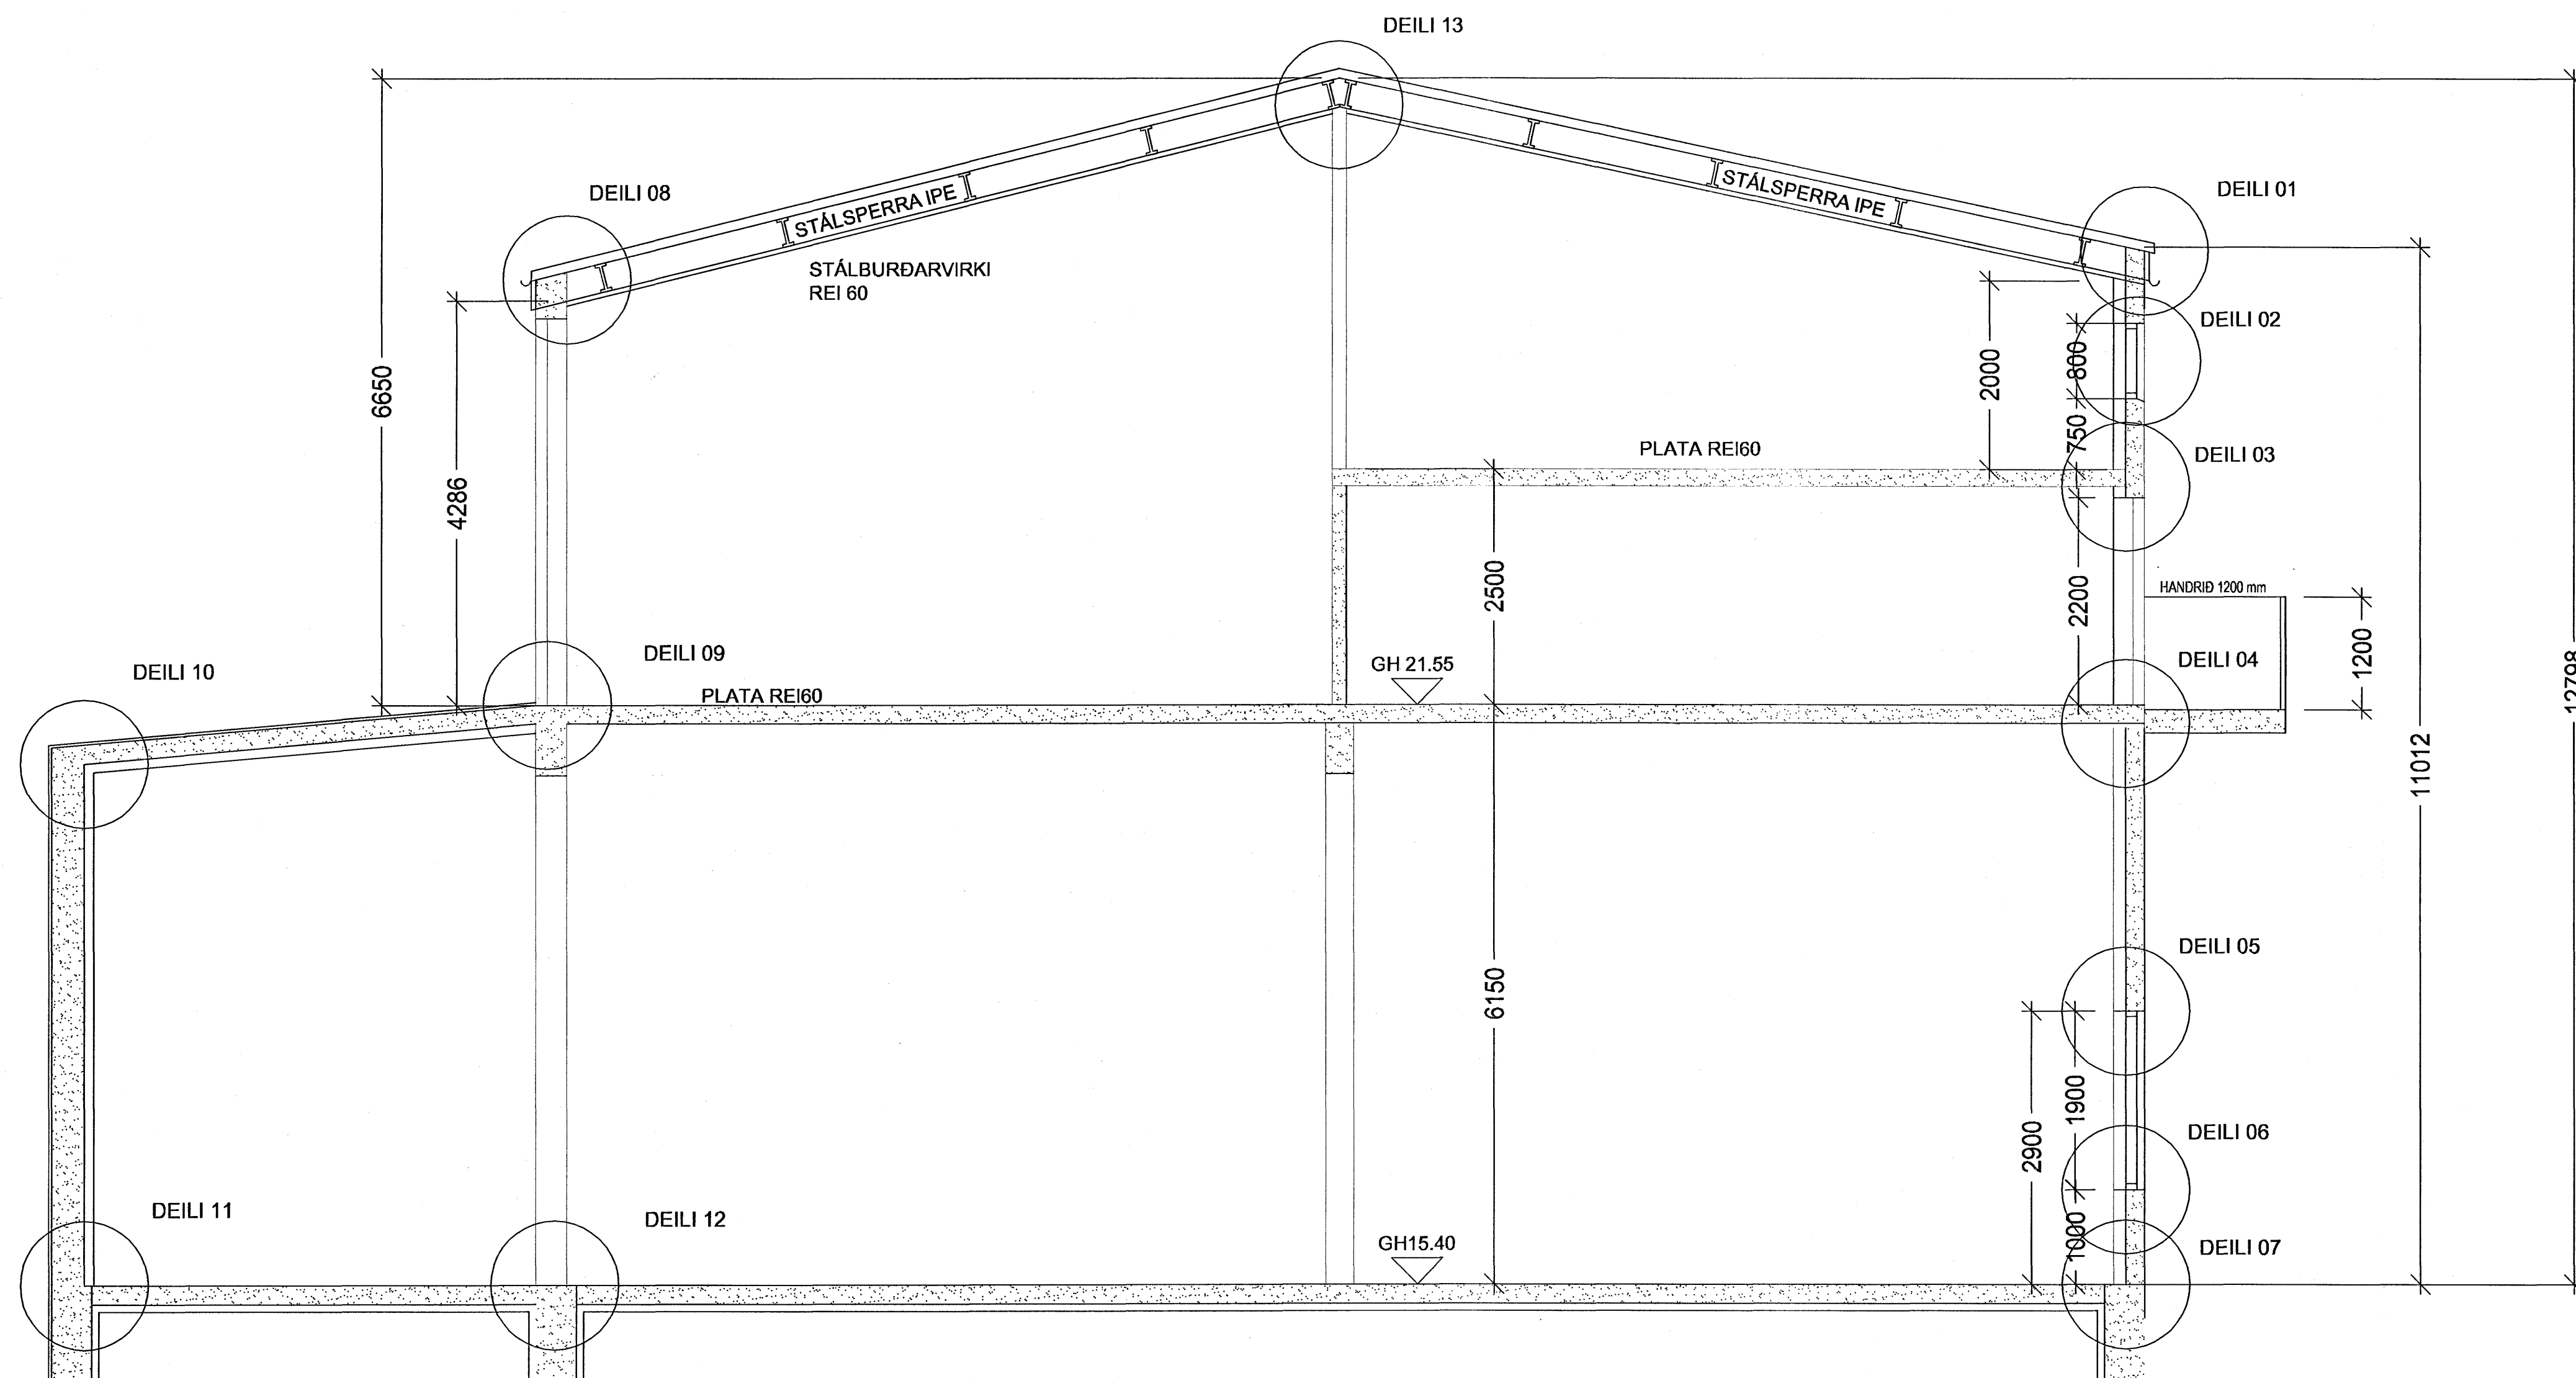 DEILI 13
DEILI 08
DEILI 01
STÁLSPERRA IPE
STÁLSPERRA IPE
STÁLBURÐARVIRKI
REI 60
DEILI 02
6650
4286
2000
800
750
PLATA REI60
DEILI 03
2500
2200
HANDRIÐ 1200 mm
1200
DEILI 10
DEILI 09
GH 21.55
DEILI 04
12798
PLATA REI60
11012
DEILI 05
6150
1900
2900
DEILI 06
DEILI 11
DEILI 12
1000
GH15.40
DEILI 07